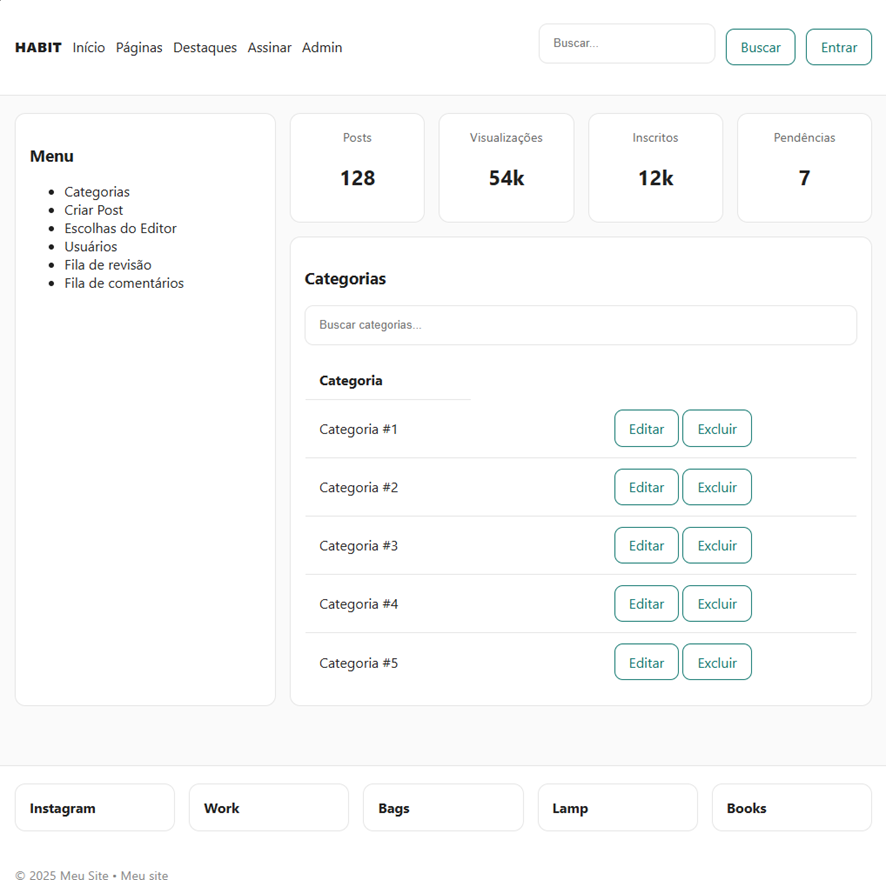 HABIT Início Páginas Destaques Assinar Admin Buscar... Buscar Entrar
Menu
Categorias
Criar Post
Escolhas do Editor
Usuários
Fila de revisão
Fila de comentários
Posts Visualizações Inscritos Pendências
128 54k 12k 7
Categorias
Buscar categorias...
Categoria
Categoria #1 Editar Excluir
Categoria #2 Editar Excluir
Categoria #3 Editar Excluir
Categoria #4 Editar Excluir
Categoria #5 Editar Excluir
Instagram Work Bags Lamp Books
© 2025 Meu Site • Meu site